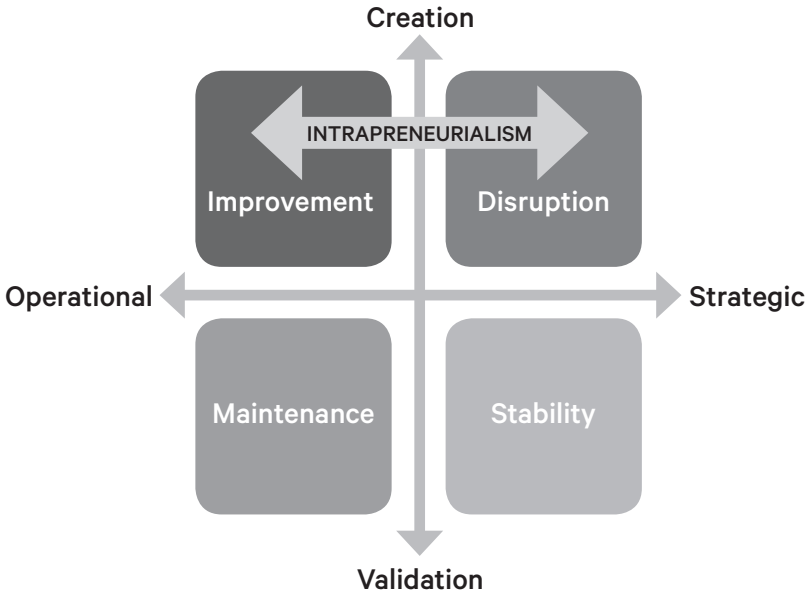 Creation
INTRAPRENEURIALISM
Improvement
Disruption
Operational
Strategic
Maintenance
Stability
Validation